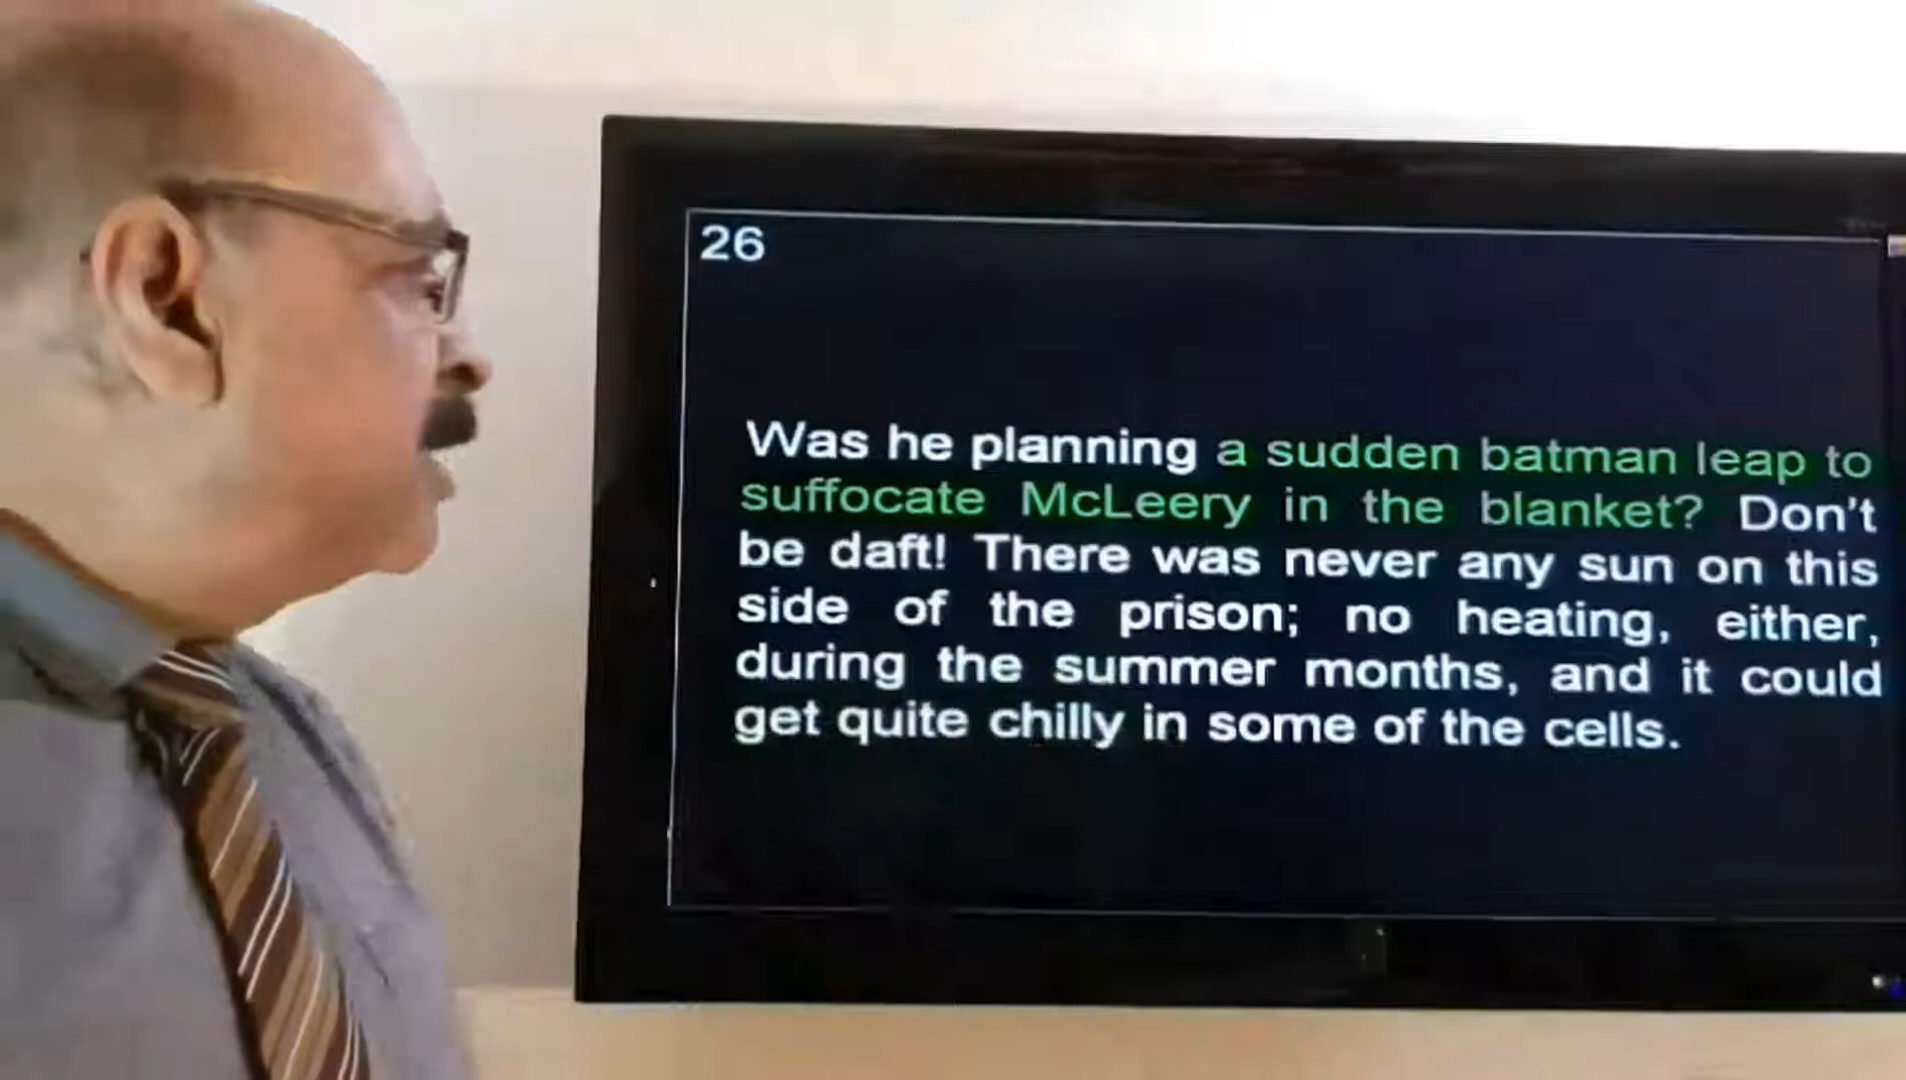 26
Was he planning a sudden batman leap to
suffocate McLeery in the blanket? Don't
be daft! There was never any sun on this
side of the prison; no heating, either,
during the summer months, and it could
get quite chilly in some of the cells.